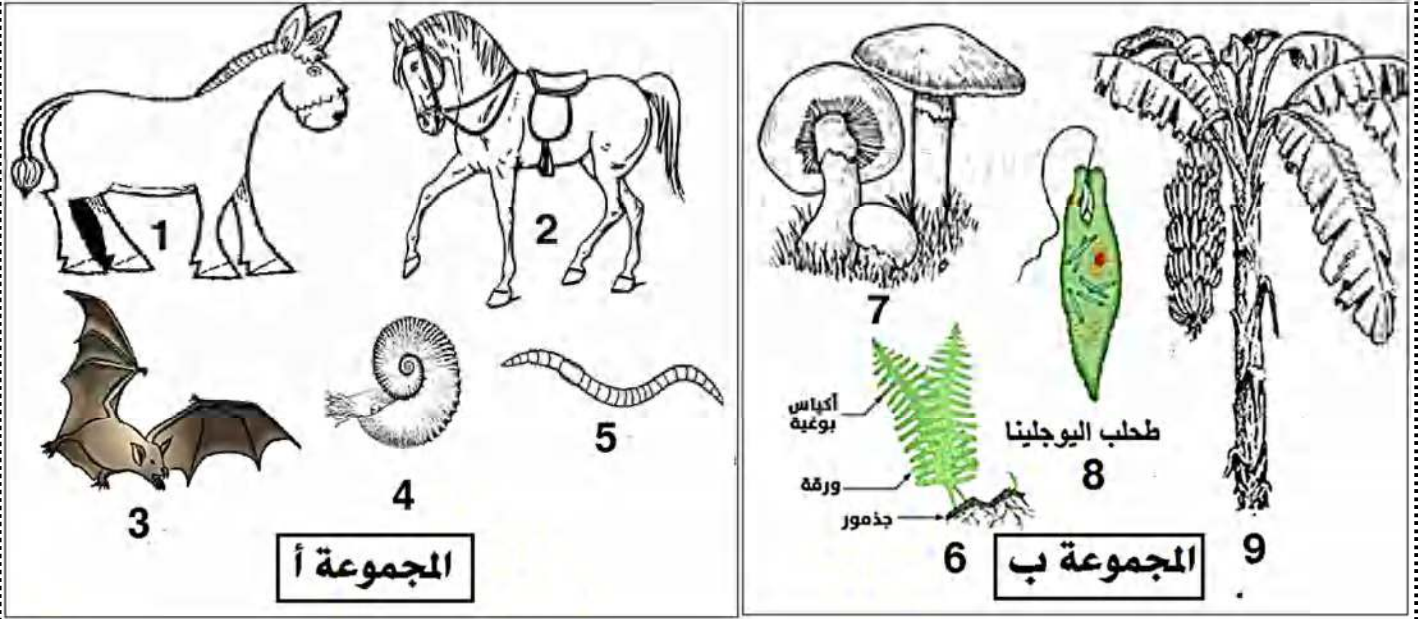 1
2
3
4
5
المجموعة أ
7
8
طحلب اليوجلينا
9
أكياس
بوغية
ورقة
جذمور
6
المجموعة ب